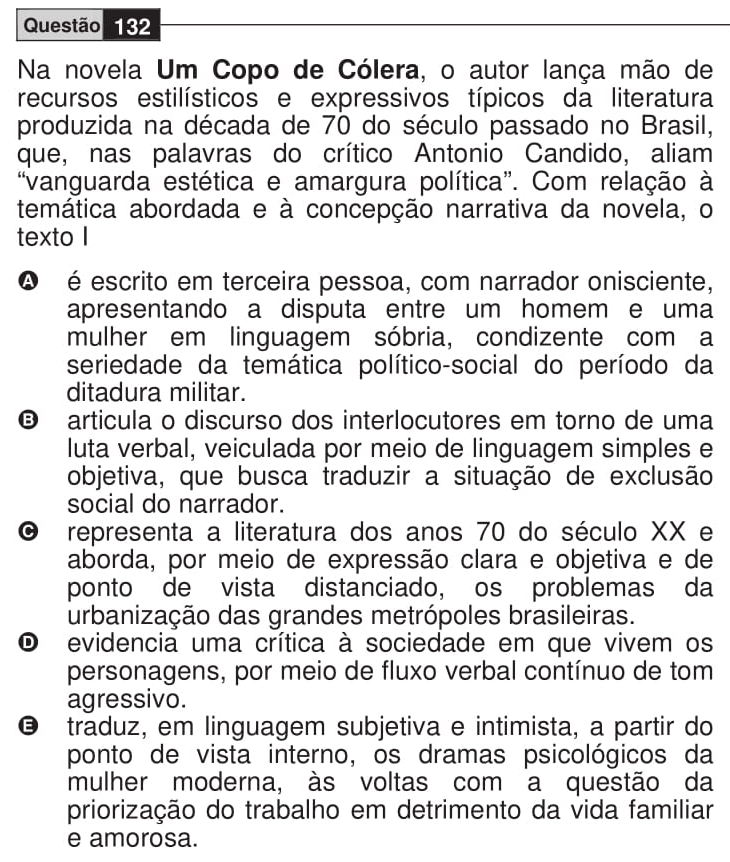 Questão 132
Na novela Um Copo de Cólera, o autor lança mão de
recursos estilísticos e expressivos típicos da literatura
produzida na década de 70 do século passado no Brasil,
que, nas palavras do crítico Antonio Candido, aliam
“vanguarda estética e amargura política”. Com relação à
temática abordada e à concepção narrativa da novela, o
texto I
A é escrito em terceira pessoa, com narrador onisciente,
apresentando a disputa entre um homem e uma
mulher em linguagem sóbria, condizente com a
seriedade da temática político-social do período da
ditadura militar.
B articula o discurso dos interlocutores em torno de uma
luta verbal, veiculada por meio de linguagem simples e
objetiva, que busca traduzir a situação de exclusão
social do narrador.
C representa a literatura dos anos 70 do século XX e
aborda, por meio de expressão clara e objetiva e de
ponto de vista distanciado, os problemas da
urbanização das grandes metrópoles brasileiras.
D evidencia uma crítica à sociedade em que vivem os
personagens, por meio de fluxo verbal contínuo de tom
agressivo.
E traduz, em linguagem subjetiva e intimista, a partir do
ponto de vista interno, os dramas psicológicos da
mulher moderna, às voltas com a questão da
priorização do trabalho em detrimento da vida familiar
e amorosa.